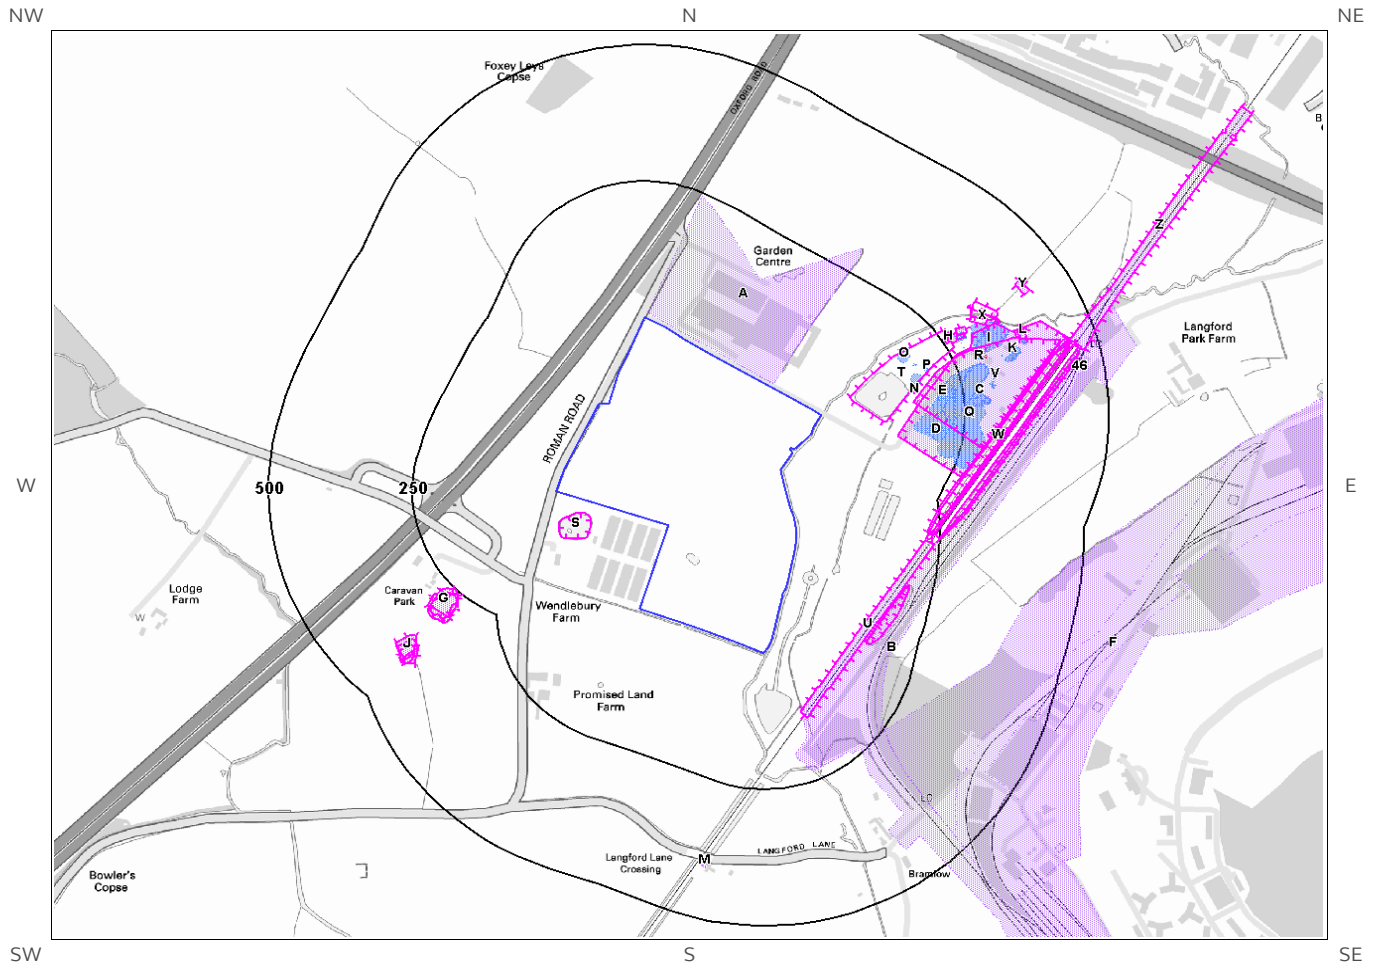 NW
N
NE
Foxey Leys
Copse
OXFORD ROAD
B
Z
Garden
Centre
A
Y
X
H
I
L
K
R
O
P
T
N
E
C
V
Q
D
W
46
Langford
Park Farm
ROMAN ROAD
W
500
250
E
S
Lodge
Farm
W
Caravan
Park
G
J
Wendlebury
Farm
U
B
F
Promised Land
Farm
LC
Langford Lane
Crossing
M
LANGFORD LANE
Bramlow
Bowler's
Copse
SW
S
SE